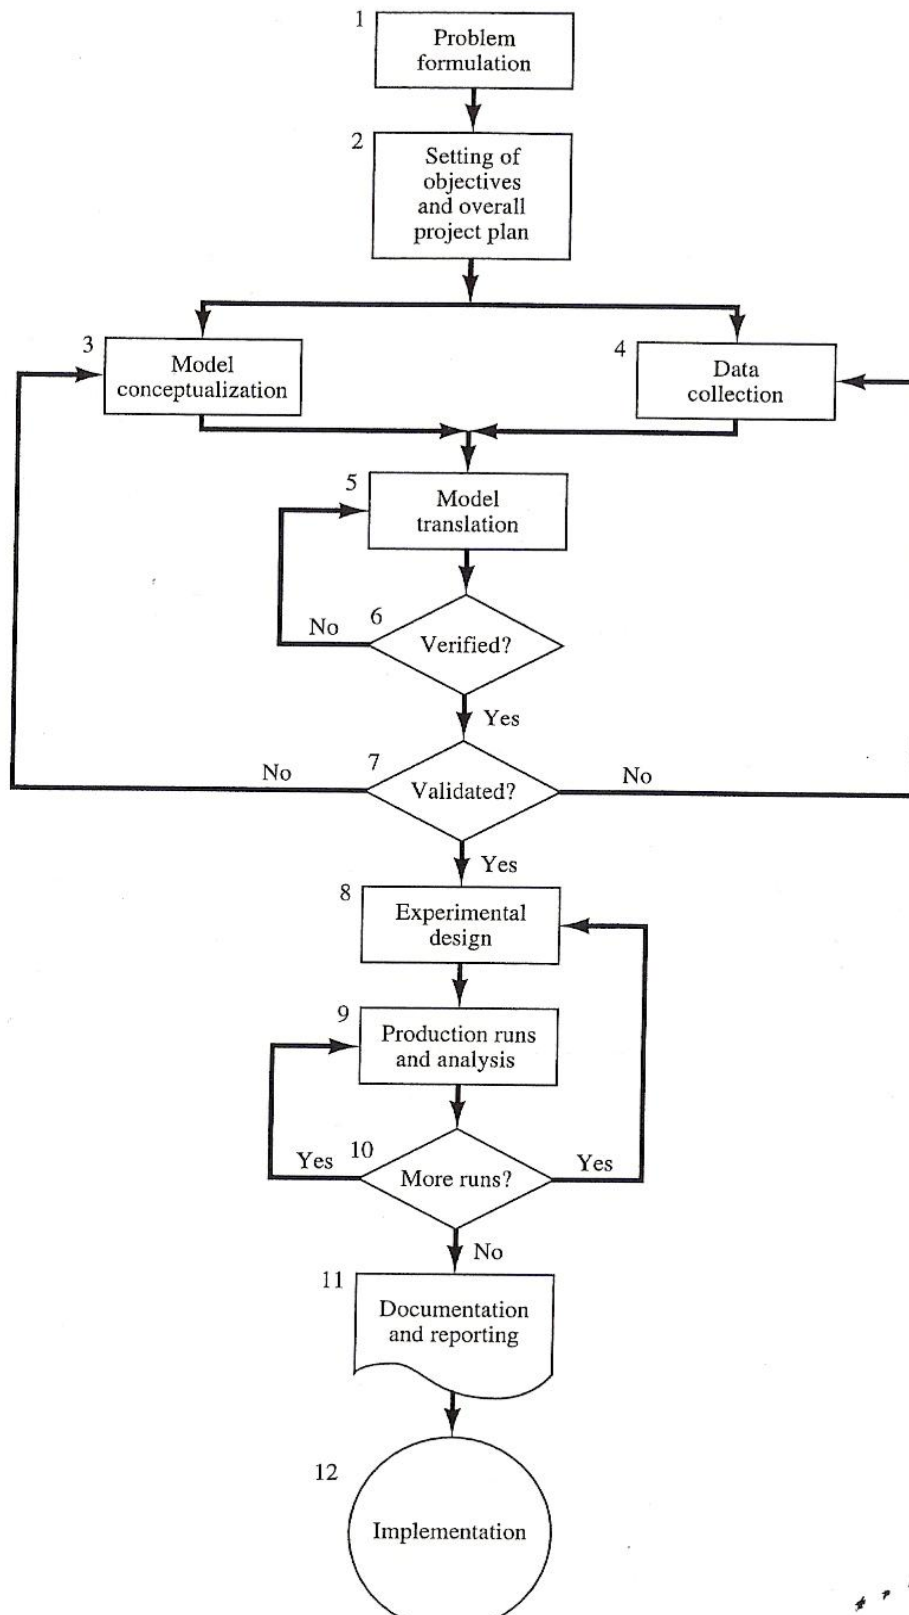 1
Problem
formulation
2
Setting of
objectives
and overall
project plan
3
Model
conceptualization
4
Data
collection
5
Model
translation
6
Verified?
No
Yes
7
Validated?
No
No
Yes
8
Experimental
design
9
Production runs
and analysis
10
More runs?
Yes
Yes
No
11
Documentation
and reporting
12
Implementation